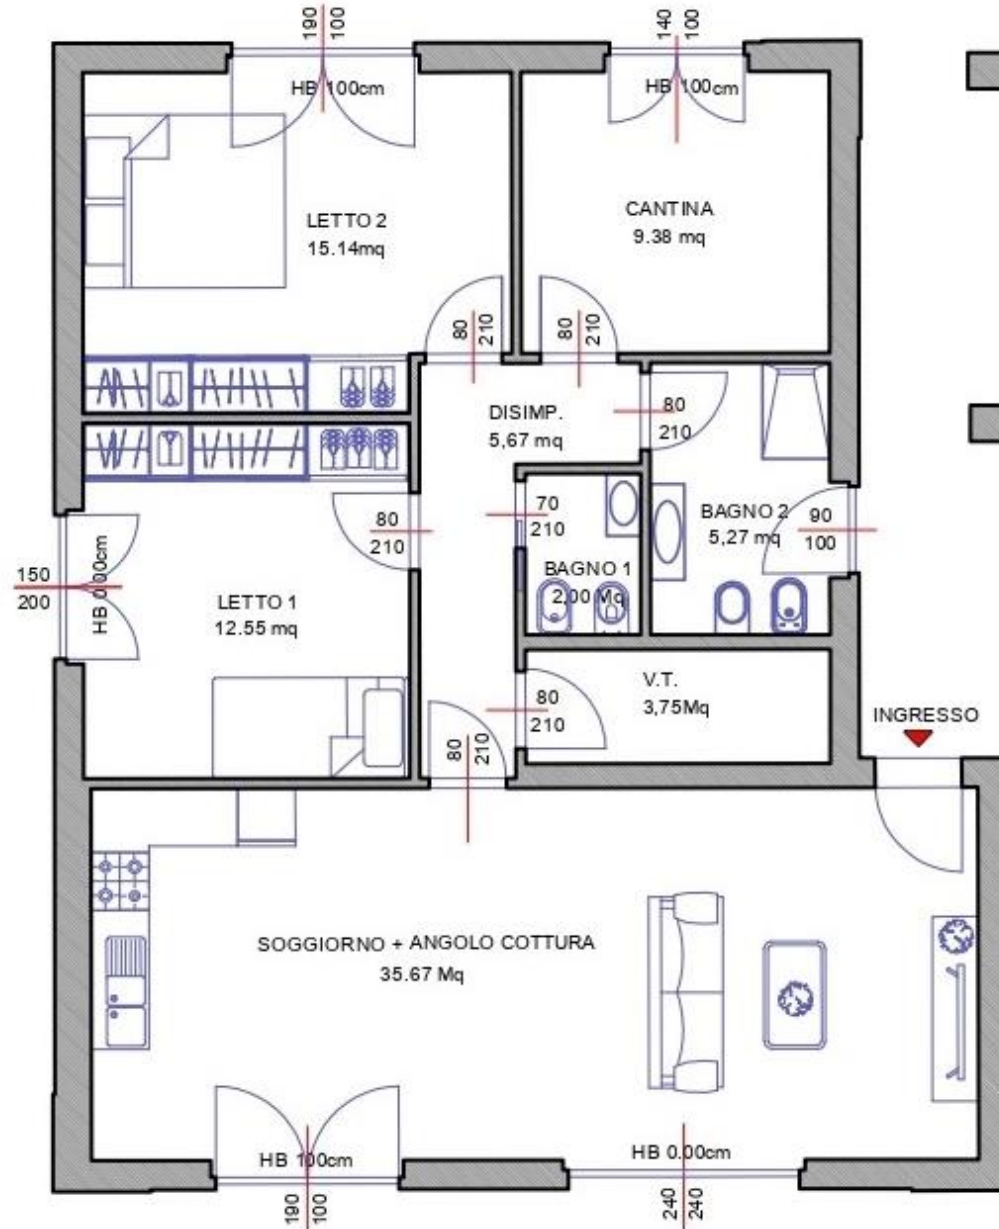 190
100
140
100
HB 100cm
HB 100cm
LETTO 2
15.14mq
CANTINA
9.38 mq
80
210
80
210
DISIMP.
5,67 mq
80
210
80
210
70
210
BAGNO 2
5,27 mq
90
100
BAGNO 1
2,00 Mq
150
200
HB 0.00cm
LETTO 1
12.55 mq
V.T.
3,75Mq
80
210
80
210
INGRESSO
SOGGIORNO + ANGOLO COTTURA
35.67 Mq
HB 100cm
HB 0.00cm
190
100
240
240